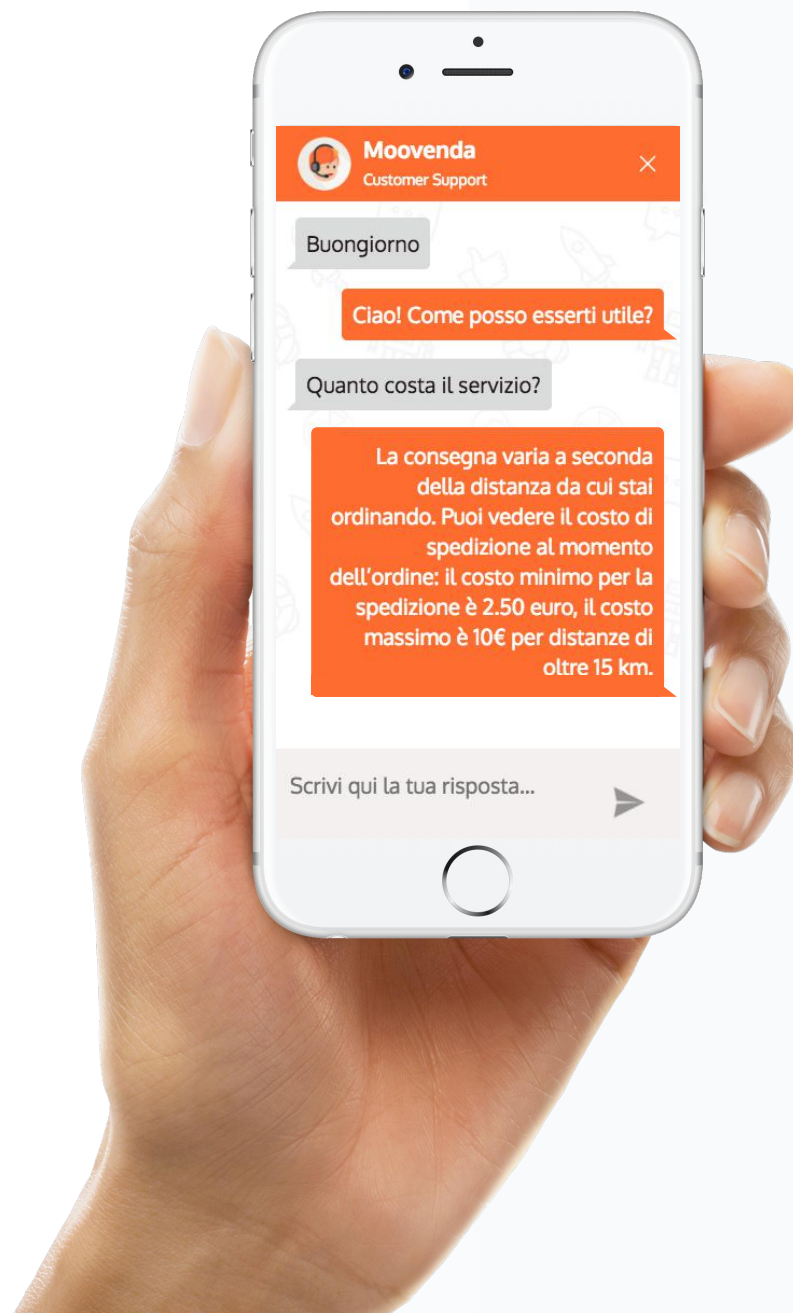 Moovenda
Customer Support
Buongiorno
Ciao! Come posso esserti utile?
Quanto costa il servizio?
La consegna varia a seconda
della distanza da cui stai
ordinando. Puoi vedere il costo di
spedizione al momento
dell'ordine: il costo minimo per la
spedizione è 2.50 euro, il costo
massimo è 10€ per distanze di
oltre 15 km.
Scrivi qui la tua risposta...